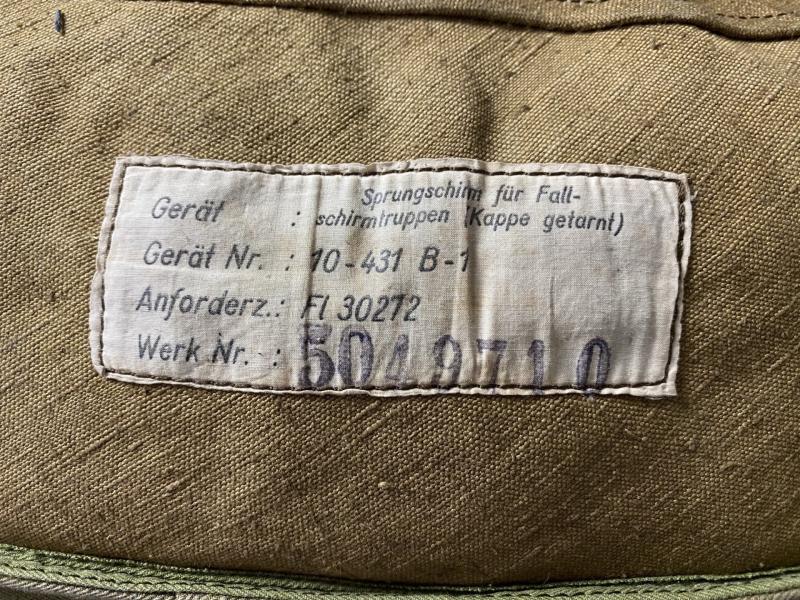 Gerät : Sprungschirm für Fall-
schirmtruppen (Kappe getarnt)
Gerät Nr. : 10-431 B-1
Anforderz.: Fl 30272
Werk Nr. : 5049710